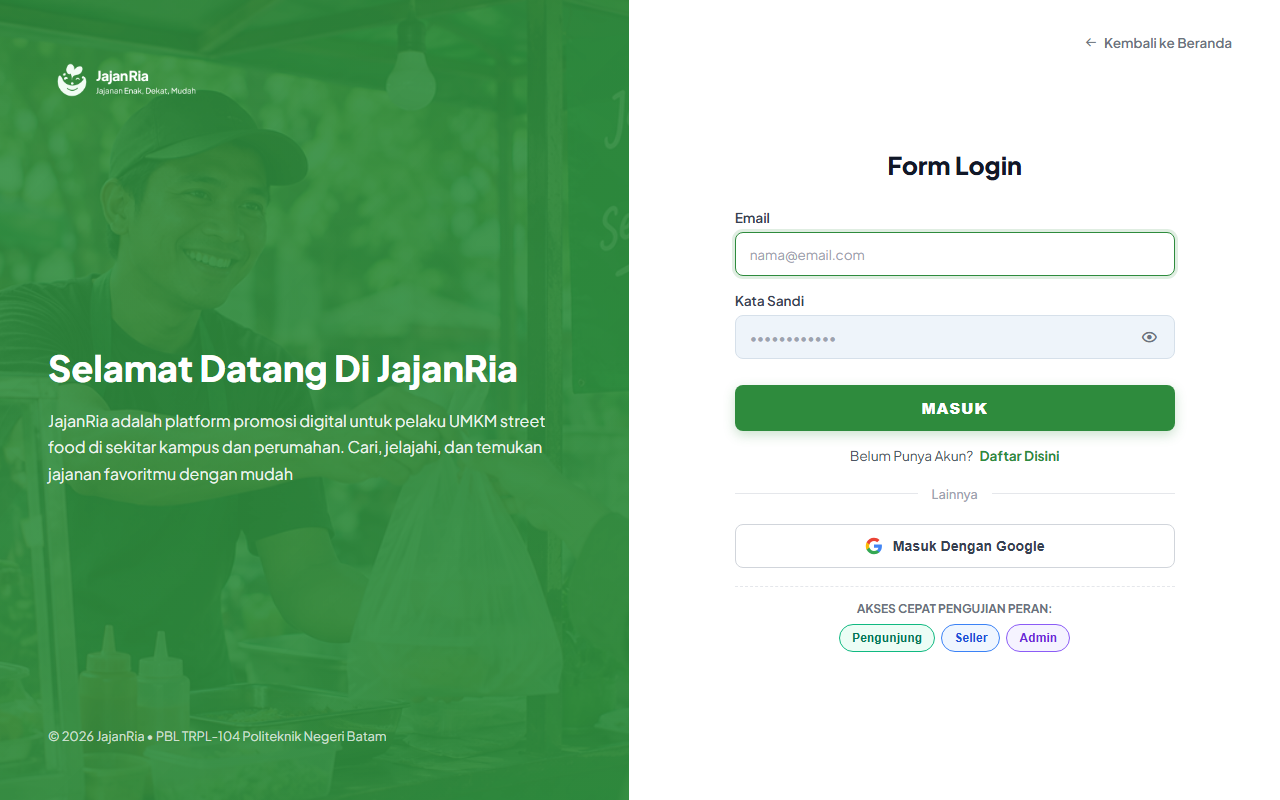 JajanRia
Jajanan Enak, Dekat, Mudah
Selamat Datang Di JajanRia
JajanRia adalah platform promosi digital untuk pelaku UMKM street
food di sekitar kampus dan perumahan. Cari, jelajahi, dan temukan
jajanan favoritmu dengan mudah
© 2026 JajanRia • PBL TRPL-104 Politeknik Negeri Batam
← Kembali ke Beranda
Form Login
Email
nama@email.com
Kata Sandi
••••••••••••
MASUK
Belum Punya Akun? Daftar Disini
Lainnya
Masuk Dengan Google
AKSES CEPAT PENGUJIAN PERAN:
Pengunjung Seller Admin